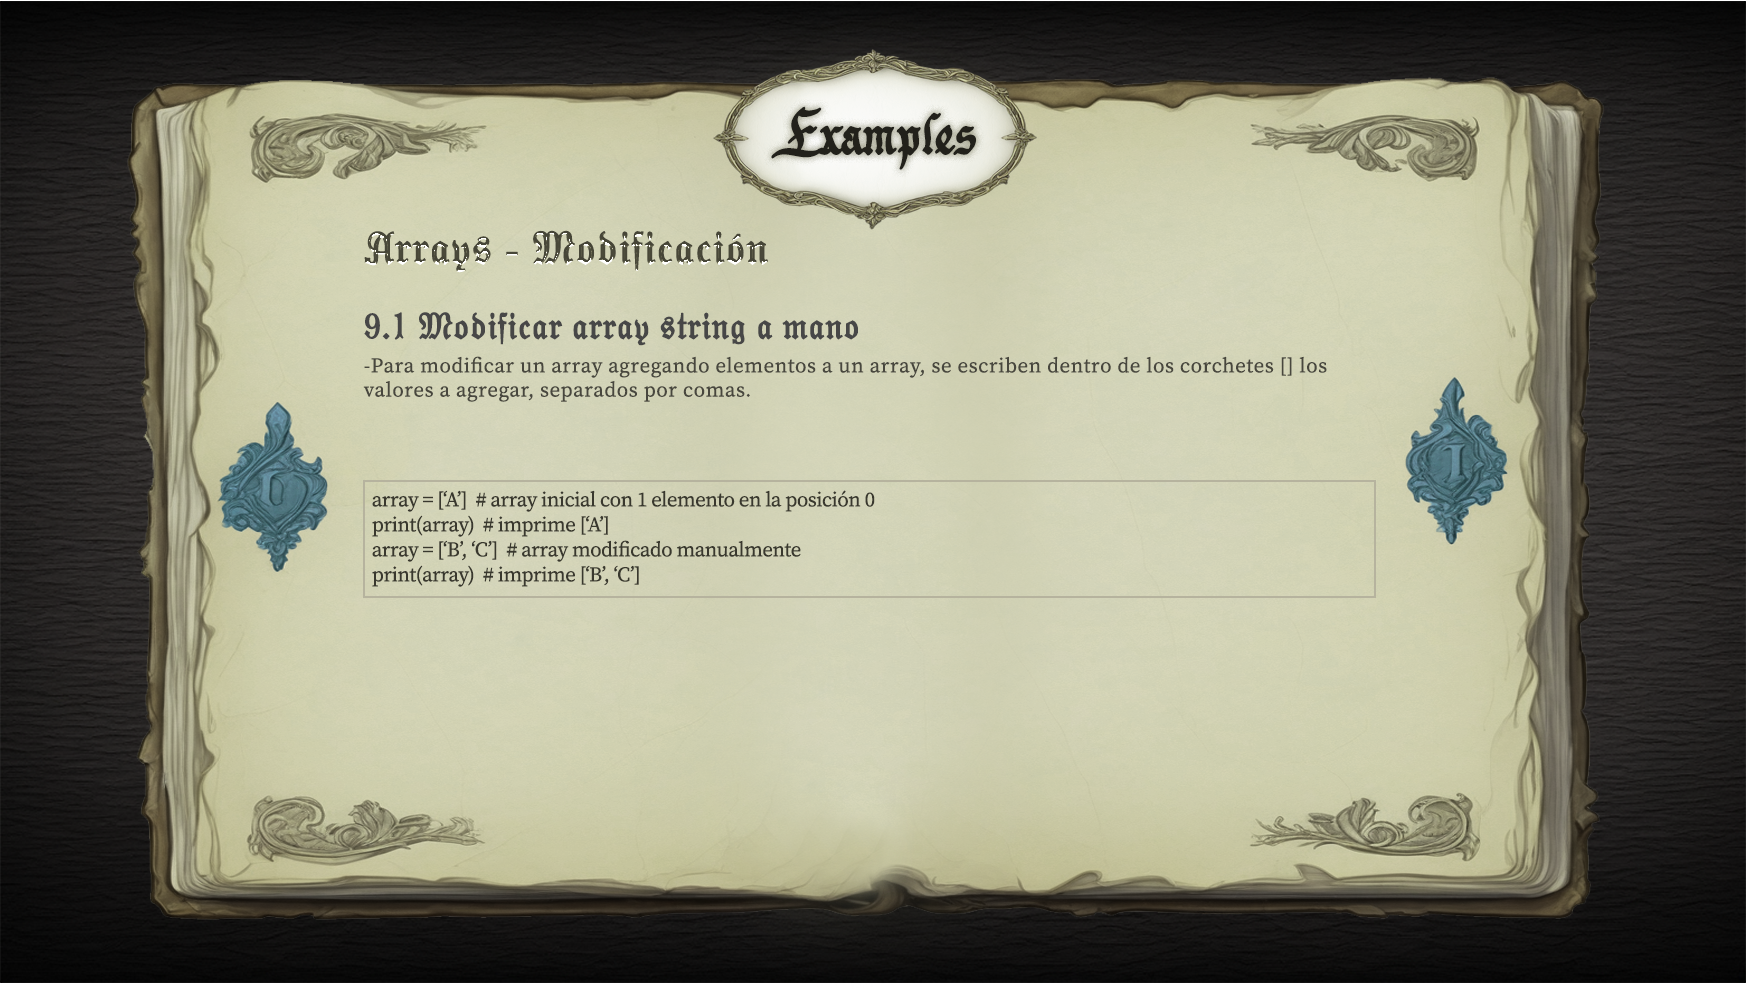 Examples
Arrays - Modificación
9.1 Modificar array string a mano
-Para modificar un array agregando elementos a un array, se escriben dentro de los corchetes [] los
valores a agregar, separados por comas.
array = [‘A’]  # array inicial con 1 elemento en la posición 0
print(array)  # imprime [‘A’]
array = [‘B’, ‘C’]  # array modificado manualmente
print(array)  # imprime [‘B’, ‘C’]